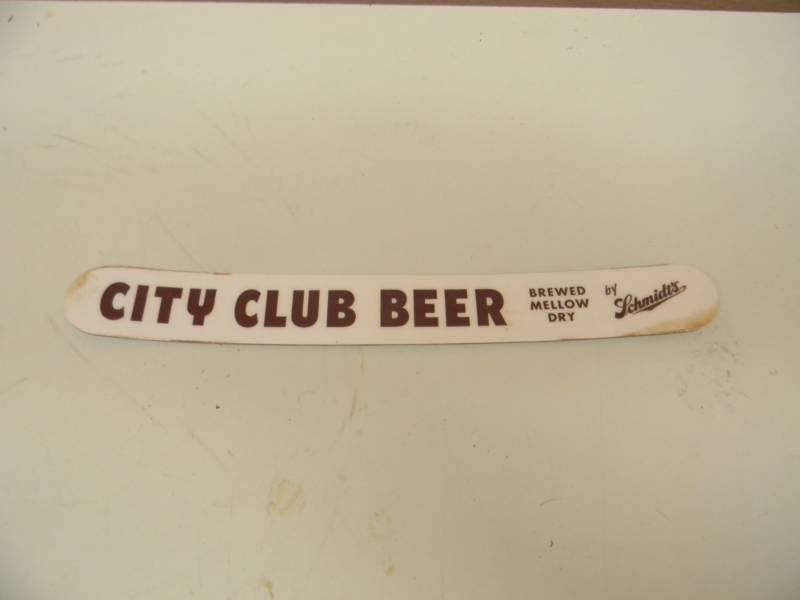 CITY CLUB BEER
BREWED
MELLOW
DRY
by
Schmidt's